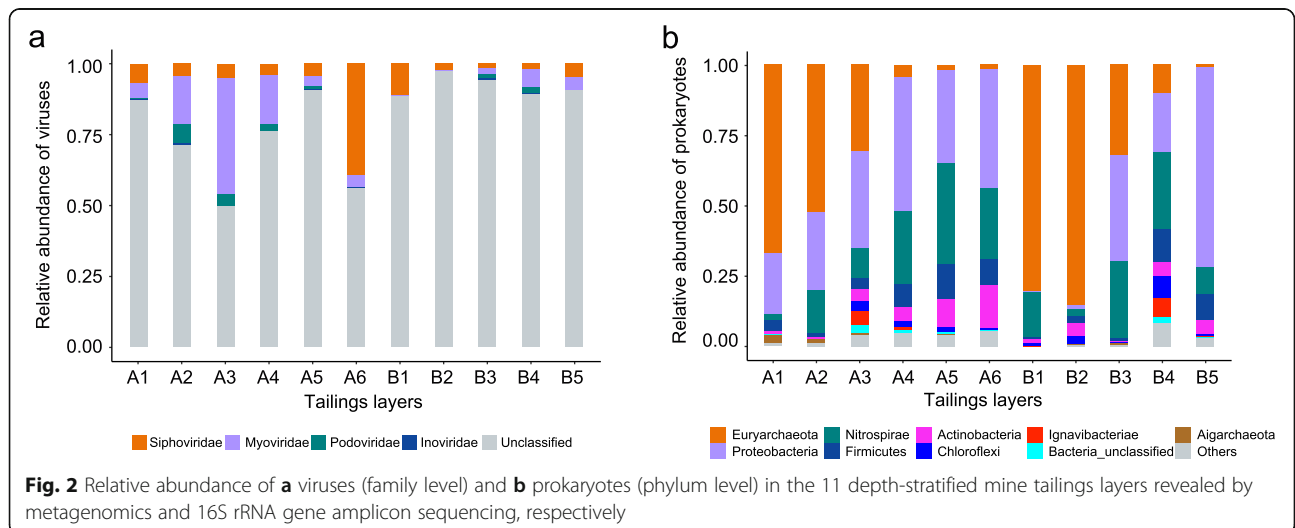 a
Relative abundance of viruses
1.00
0.75
0.50
0.25
0.00
A1 A2 A3 A4 A5 A6 B1 B2 B3 B4 B5
Tailings layers
Siphoviridae Myoviridae Podoviridae Inoviridae Unclassified
b
Relative abundance of prokaryotes
1.00
0.75
0.50
0.25
0.00
A1 A2 A3 A4 A5 A6 B1 B2 B3 B4 B5
Tailings layers
Euryarchaeota Nitrospirae Actinobacteria Ignavibacteriae Aigarchaeota
Proteobacteria Firmicutes Chloroflexi Bacteria_unclassified Others
Fig. 2 Relative abundance of a viruses (family level) and b prokaryotes (phylum level) in the 11 depth-stratified mine tailings layers revealed by
metagenomics and 16S rRNA gene amplicon sequencing, respectively